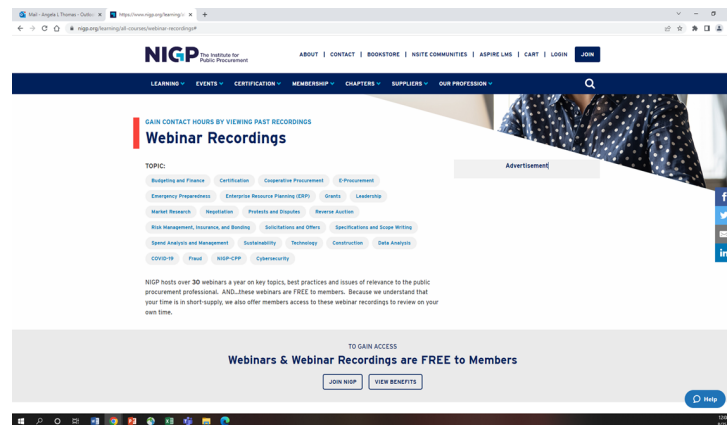 Mail - Angela L Thomas - Outlo
https://www.nigp.org/learning/a
nigp.org/learning/all-courses/webinar-recordings#
NIGP The Institute for
Public Procurement
ABOUT | CONTACT | BOOKSTORE | NSITE COMMUNITIES | ASPIRE LMS | CART | LOGIN JOIN
LEARNING EVENTS CERTIFICATION MEMBERSHIP CHAPTERS SUPPLIERS OUR PROFESSION
GAIN CONTACT HOURS BY VIEWING PAST RECORDINGS
Webinar Recordings
Advertisement
TOPIC:
Budgeting and Finance Certification Cooperative Procurement E-Procurement
Emergency Preparedness Enterprise Resource Planning (ERP) Grants Leadership
Market Research Negotiation Protests and Disputes Reverse Auction
Risk Management, Insurance, and Bonding Solicitations and Offers Specifications and Scope Writing
Spend Analysis and Management Sustainability Technology Construction Data Analysis
COVID-19 Fraud NIGP-CPP Cybersecurity
NIGP hosts over 30 webinars a year on key topics, best practices and issues of relevance to the public
procurement professional. AND...these webinars are FREE to members. Because we understand that
your time is in short-supply, we also offer members access to these webinar recordings to review on your
own time.
TO GAIN ACCESS
Webinars & Webinar Recordings are FREE to Members
JOIN NIGP VIEW BENEFITS
Help